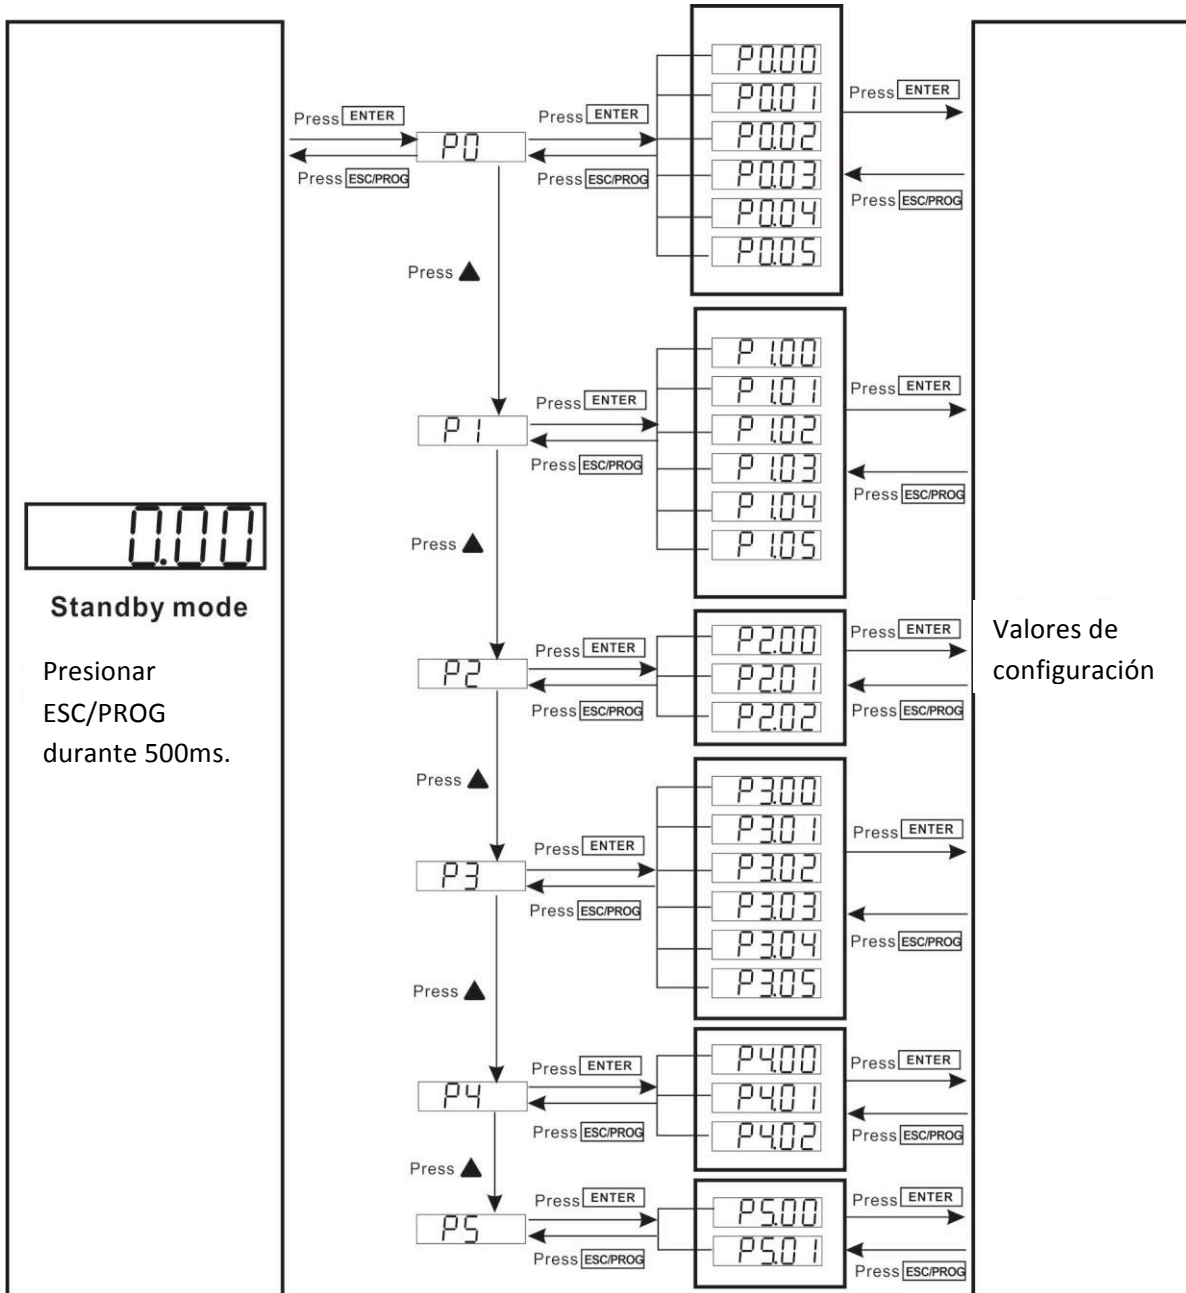 0.00
Standby mode
Presionar
ESC/PROG
durante 500ms.
Press ENTER
Press ESC/PROG
P0
Press ENTER
Press ESC/PROG
P0.00
P0.01
P0.02
P0.03
P0.04
P0.05
Press ENTER
Press ESC/PROG
Press ▲
P1
Press ENTER
Press ESC/PROG
P1.00
P1.01
P1.02
P1.03
P1.04
P1.05
Press ENTER
Press ESC/PROG
Press ▲
P2
Press ENTER
Press ESC/PROG
P2.00
P2.01
P2.02
Press ENTER
Press ESC/PROG
Press ▲
P3
Press ENTER
Press ESC/PROG
P3.00
P3.01
P3.02
P3.03
P3.04
P3.05
Press ENTER
Press ESC/PROG
Press ▲
P4
Press ENTER
Press ESC/PROG
P4.00
P4.01
P4.02
Press ENTER
Press ESC/PROG
Press ▲
P5
Press ENTER
Press ESC/PROG
P5.00
P5.01
Press ENTER
Press ESC/PROG
Valores de
configuración